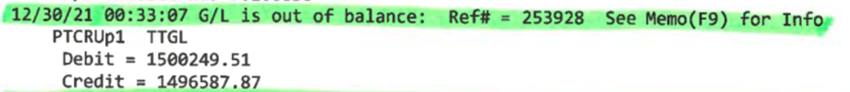 12/30/21 00:33:07 G/L is out of balance: Ref# = 253928 See Memo(F9) for Info
PTCRUp1 TTGL
Debit = 1500249.51
Credit = 1496587.87